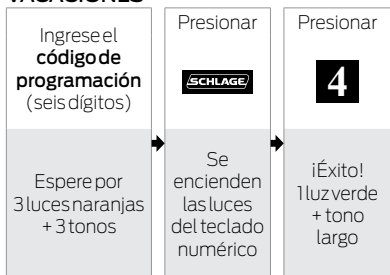 VACACIONES
Ingrese el
código de
programación
(seis dígitos)
Espere por
3 luces naranjas
+ 3 tonos
Presionar
SCHLAGE
Se
encienden
las luces
del teclado
numérico
Presionar
4
¡Éxito!
1 luz verde
+ tono
largo